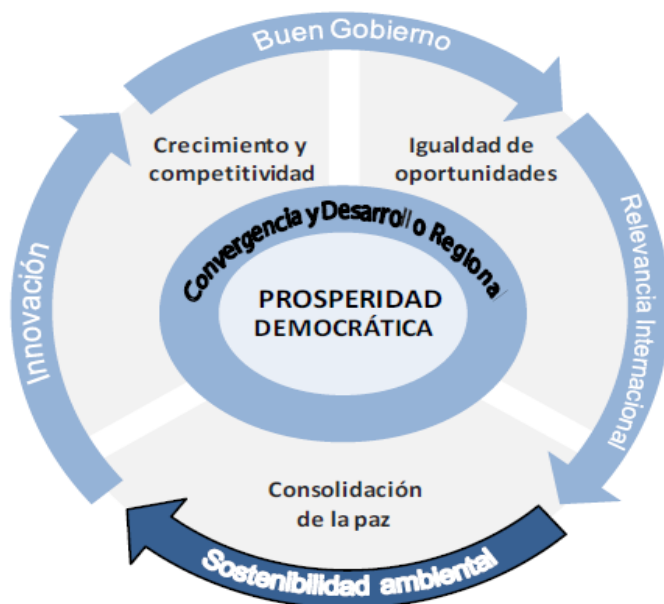 Buen Gobierno
Crecimiento y
competitividad
Igualdad de
oportunidades
Innovación
Convergencia y Desarrollo Regional
Relevancia Internacional
PROSPERIDAD
DEMOCRÁTICA
Consolidación
de la paz
Sostenibilidad ambiental